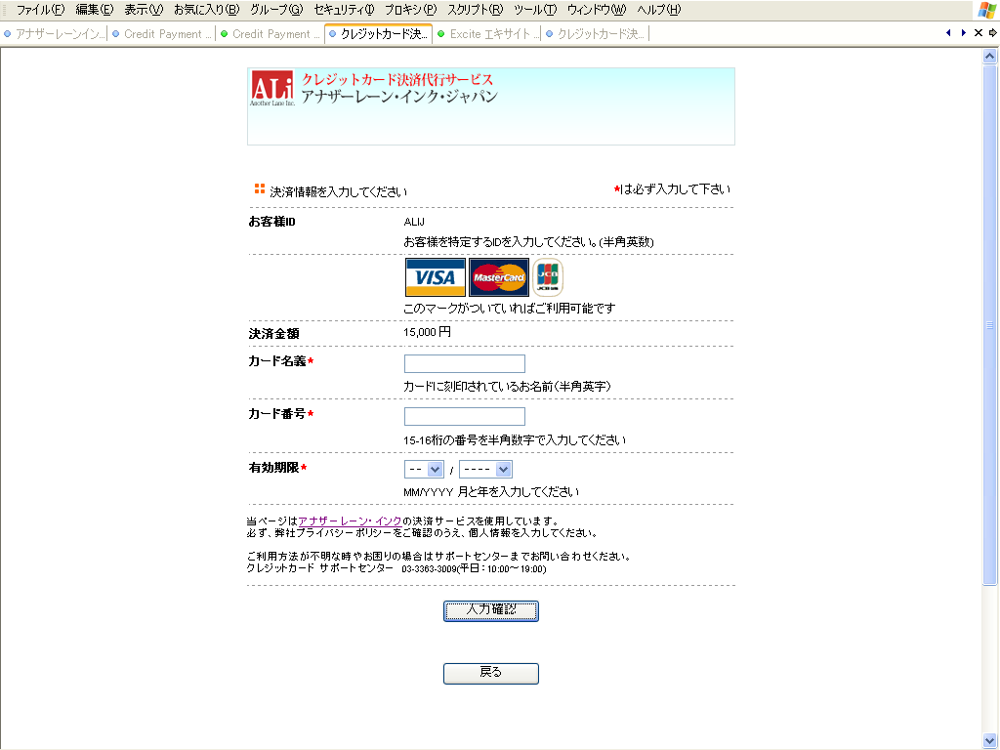 ファイル(F) 編集(E) 表示(V) お気に入り(B) グループ(G) セキュリティ(I) プロキシ(P) スクリプト(R) ツール(T) ウィンドウ(W) ヘルプ(H)
アナザーレーンイン... Credit Payment ... Credit Payment ... クレジットカード決... Excite エキサイト ... クレジットカード決...
ALi
Another Lane Inc.
クレジットカード決済代行サービス
アナザーレーン・インク・ジャパン
決済情報を入力してください
*は必ず入力して下さい
お客様ID
ALIJ
お客様を特定するIDを入力してください。(半角英数)
VISA MasterCard JCB
このマークがついていればご利用可能です
決済金額
15,000 円
カード名義*
カードに刻印されているお名前(半角英字)
カード番号*
15-16桁の番号を半角数字で入力してください
有効期限*
-- / ----
MM/YYYY 月と年を入力してください
当ページはアナザーレーン・インクの決済サービスを使用しています。
必ず、弊社プライバシーポリシーをご確認のうえ、個人情報を入力してください。
ご利用方法が不明な時やお困りの場合はサポートセンターまでお問い合わせください。
クレジットカード サポートセンター 03-3363-3009(平日：10:00～19:00)
入力確認
戻る